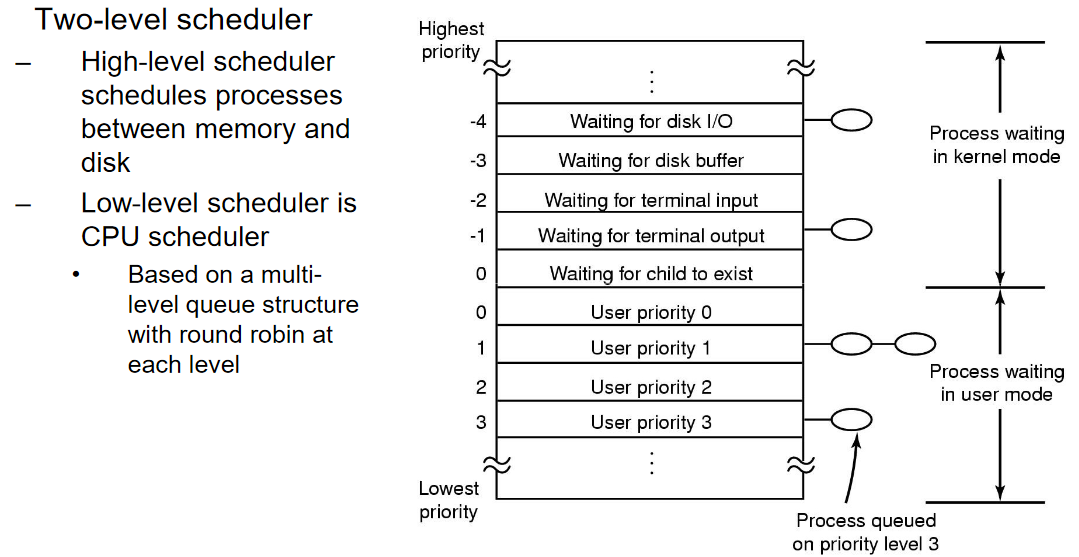 Two-level scheduler
– High-level scheduler
schedules processes
between memory and
disk
– Low-level scheduler is
CPU scheduler
• Based on a multi-
level queue structure
with round robin at
each level
Highest
priority
-4 Waiting for disk I/O
-3 Waiting for disk buffer
-2 Waiting for terminal input
-1 Waiting for terminal output
0 Waiting for child to exist
0 User priority 0
1 User priority 1
2 User priority 2
3 User priority 3
Lowest
priority
Process waiting
in kernel mode
Process waiting
in user mode
Process queued
on priority level 3